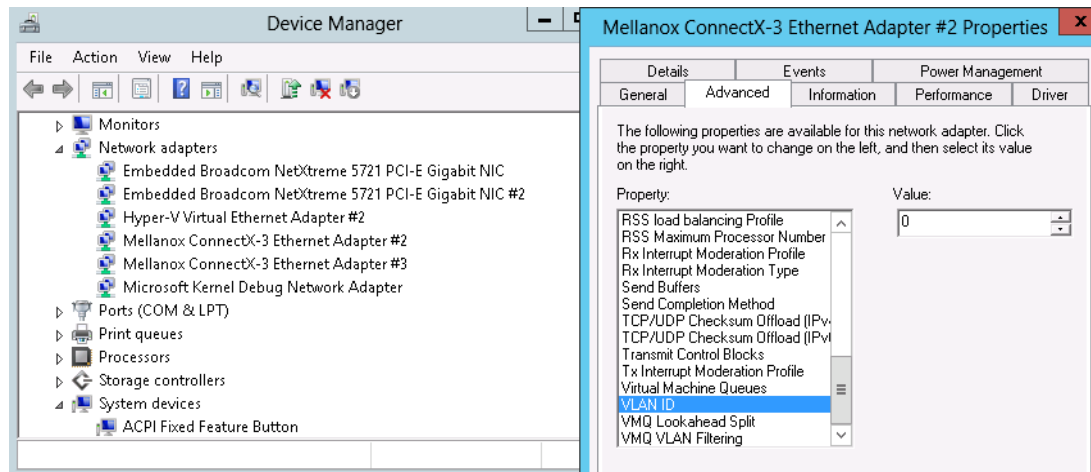 Device Manager
File Action View Help
Monitors
Network adapters
Embedded Broadcom NetXtreme 5721 PCI-E Gigabit NIC
Embedded Broadcom NetXtreme 5721 PCI-E Gigabit NIC #2
Hyper-V Virtual Ethernet Adapter #2
Mellanox ConnectX-3 Ethernet Adapter #2
Mellanox ConnectX-3 Ethernet Adapter #3
Microsoft Kernel Debug Network Adapter
Ports (COM & LPT)
Print queues
Processors
Storage controllers
System devices
ACPI Fixed Feature Button
Mellanox ConnectX-3 Ethernet Adapter #2 Properties
Details Events Power Management
General Advanced Information Performance Driver
The following properties are available for this network adapter. Click
the property you want to change on the left, and then select its value
on the right.
Property: Value:
RSS load balancing Profile 0
RSS Maximum Processor Number
Rx Interrupt Moderation Profile
Rx Interrupt Moderation Type
Send Buffers
Send Completion Method
TCP/UDP Checksum Offload (IPv
TCP/UDP Checksum Offload (IPv
Transmit Control Blocks
Tx Interrupt Moderation Profile
Virtual Machine Queues
VLAN ID
VMQ Lookahead Split
VMQ VLAN Filtering